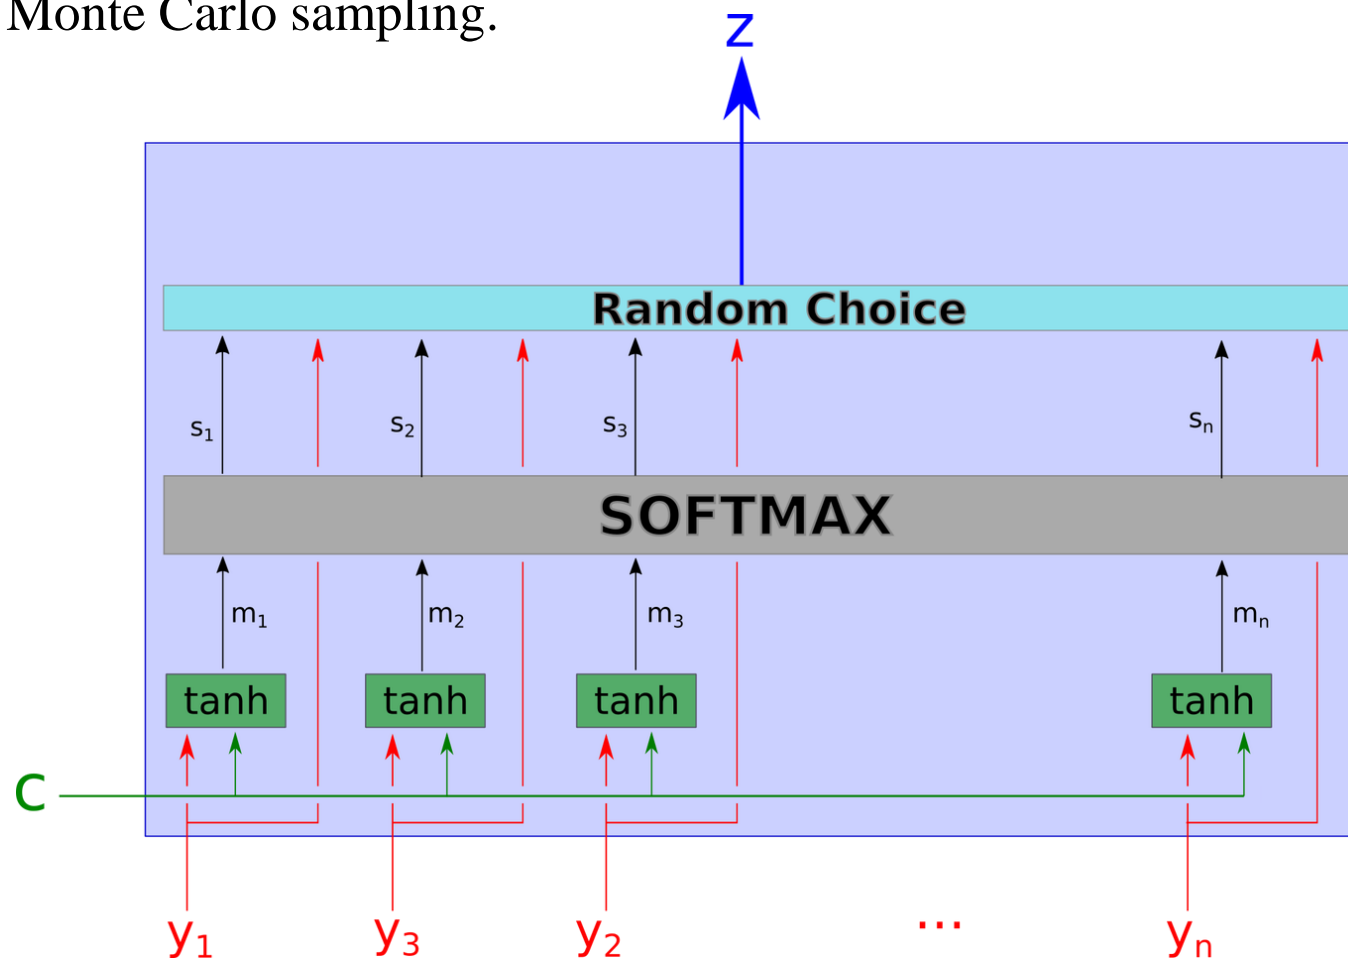 Monte Carlo sampling.
z
Random Choice
s1 s2 s3 sn
SOFTMAX
m1 m2 m3 mn
tanh tanh tanh tanh
C
y1 y3 y2 ... yn